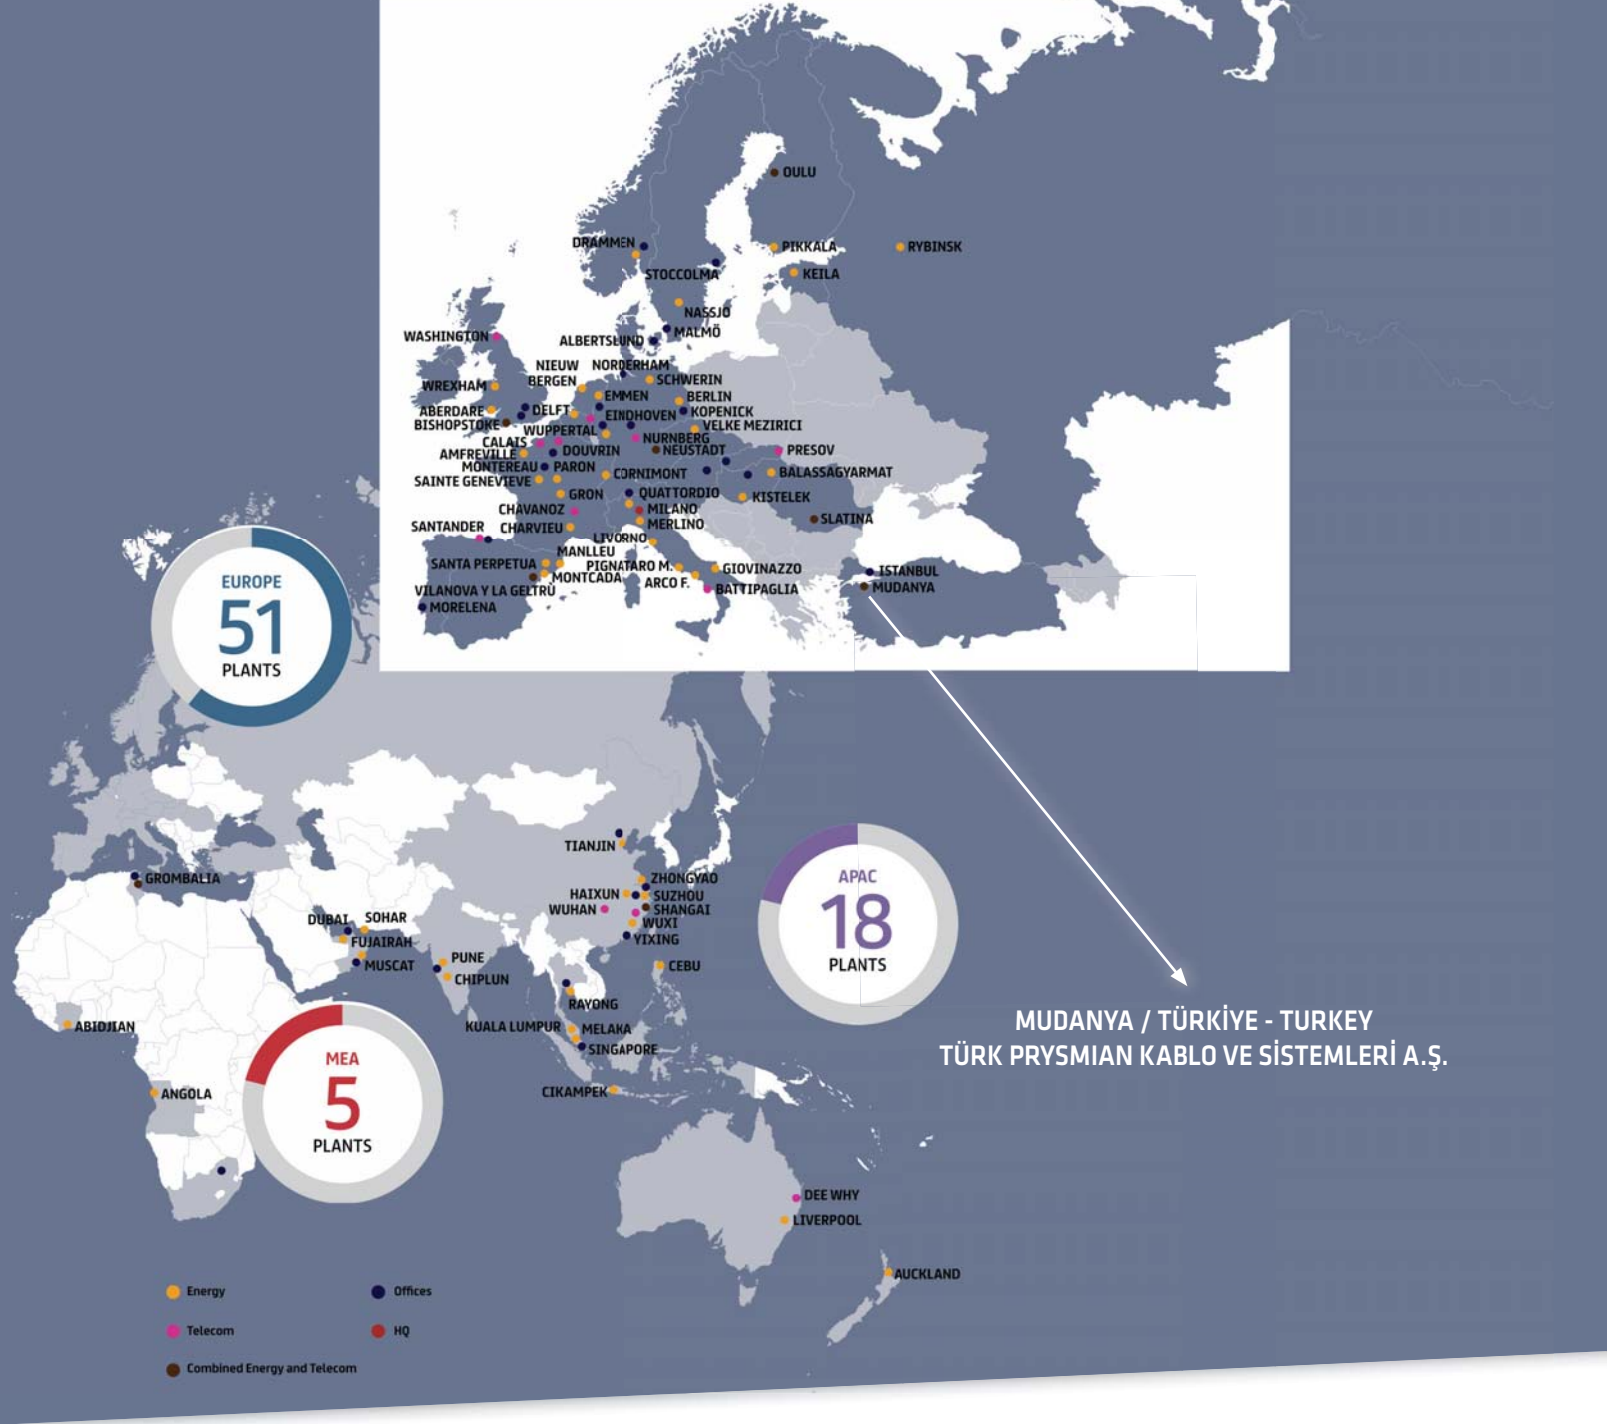 OULU
DRAMMEN
PIKKALA
RYBINSK
STOCCOLMA
KEILA
NASSJO
MALMÖ
WASHINGTON
ALBERTSLUND
NIEUW
BERGEN
NORDERHAM
SCHWERIN
WREXHAM
EMMEN
BERLIN
ABERDARE
DELFT
EINDHOVEN
KOPENICK
BISHOPSTOKE
WUPPERTAL
VELKE MEZIRICI
CALAIS
NURNBERG
AMFREVILLE
DOUVRIN
NEUSTADT
PRESOV
MONTEREAU
PARON
CORNIMONT
BALASSAGYARMAT
SAINTE GENEVIEVE
GRON
QUATTORDIO
KISTELEK
CHAVANOZ
MILANO
SLATINA
SANTANDER
CHARVIEU
MERLINO
LIVORNO
MANLLEU
SANTA PERPETUA
PIGNATARO M.
GIOVINAZZO
ISTANBUL
MONTCADA
ARCO F.
BATTIPAGLIA
MUDANYA
VILANOVA Y LA GELTRÙ
MORELENA
EUROPE
51
PLANTS
TIANJIN
GROMBALIA
ZHONGYAO
HAIXUN
SUZHOU
WUHAN
SHANGAI
WUXI
YIXING
DUBAI
SOHAR
FUJAIRAH
MUSCAT
PUNE
CHIPLUN
CEBU
RAYONG
KUALA LUMPUR
MELAKA
SINGAPORE
CIKAMPEK
APAC
18
PLANTS
ABIDJIAN
ANGOLA
MEA
5
PLANTS
MUDANYA / TÜRKİYE - TURKEY
TÜRK PRYSMIAN KABLO VE SİSTEMLERİ A.Ş.
DEE WHY
LIVERPOOL
AUCKLAND
Energy
Offices
Telecom
HQ
Combined Energy and Telecom